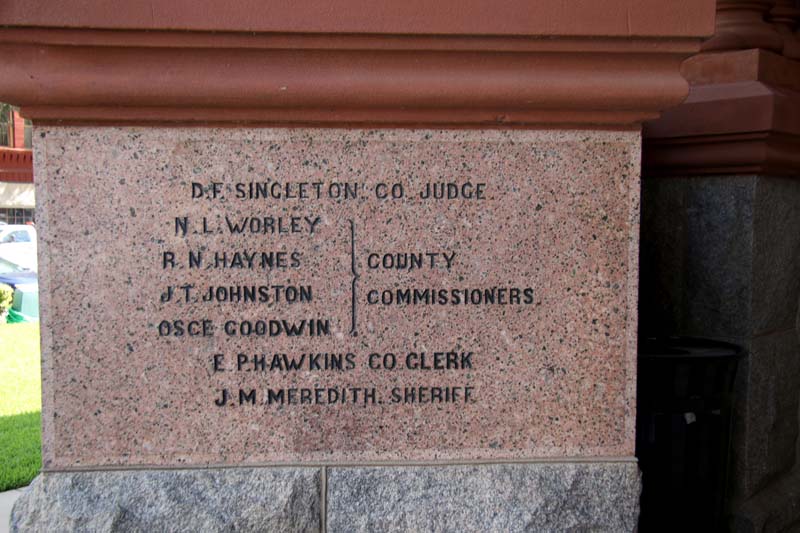 D.F. SINGLETON CO. JUDGE
N. L. WORLEY
R. N. HAYNES
J. T. JOHNSTON
OSCE GOODWIN
COUNTY
COMMISSIONERS.
E. P. HAWKINS CO. CLERK
J. M. MEREDITH. SHERIFF.